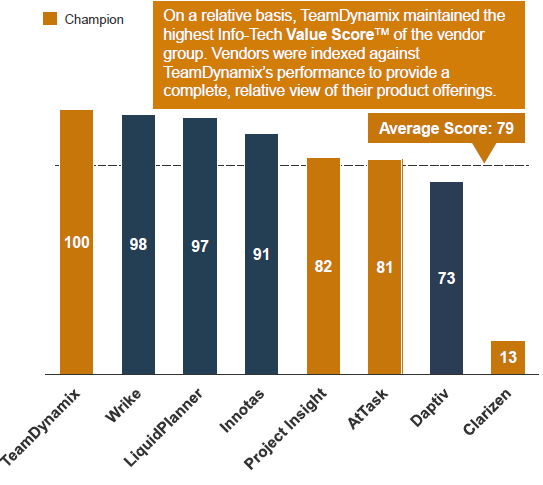 Champion
On a relative basis, TeamDynamix maintained the
highest Info-Tech Value Score™ of the vendor
group. Vendors were indexed against
TeamDynamix's performance to provide a
complete, relative view of their product offerings.
Average Score: 79
100
98
97
91
82
81
73
13
TeamDynamix
Wrike
LiquidPlanner
Innotas
Project Insight
AtTask
Daptiv
Clarizen